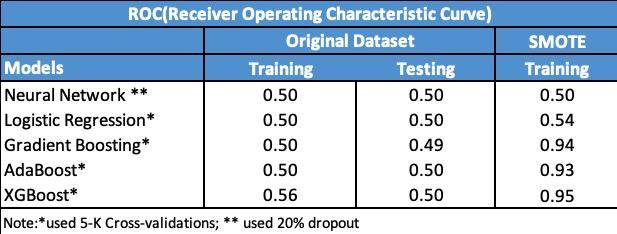 ROC(Receiver Operating Characteristic Curve)
Original Dataset SMOTE
Models Training Testing Training
Neural Network ** 0.50 0.50 0.50
Logistic Regression* 0.50 0.50 0.54
Gradient Boosting* 0.50 0.49 0.94
AdaBoost* 0.50 0.50 0.93
XGBoost* 0.56 0.50 0.95
Note:*used 5-K Cross-validations; ** used 20% dropout